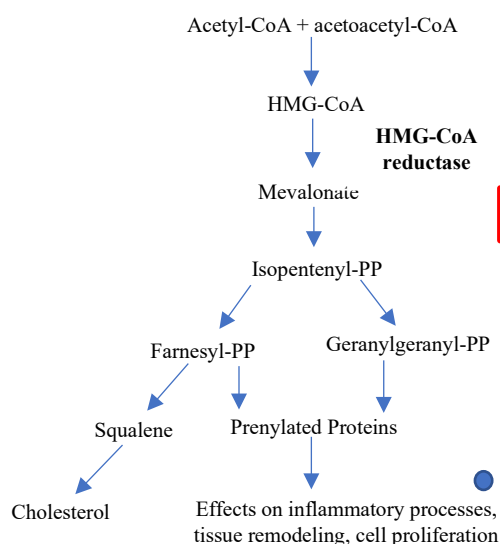 Acetyl-CoA + acetoacetyl-CoA
HMG-CoA
HMG-CoA
reductase
Mevalonate
Isopentenyl-PP
Farnesyl-PP
Geranylgeranyl-PP
Squalene
Prenylated Proteins
Cholesterol
Effects on inflammatory processes,
tissue remodeling, cell proliferation